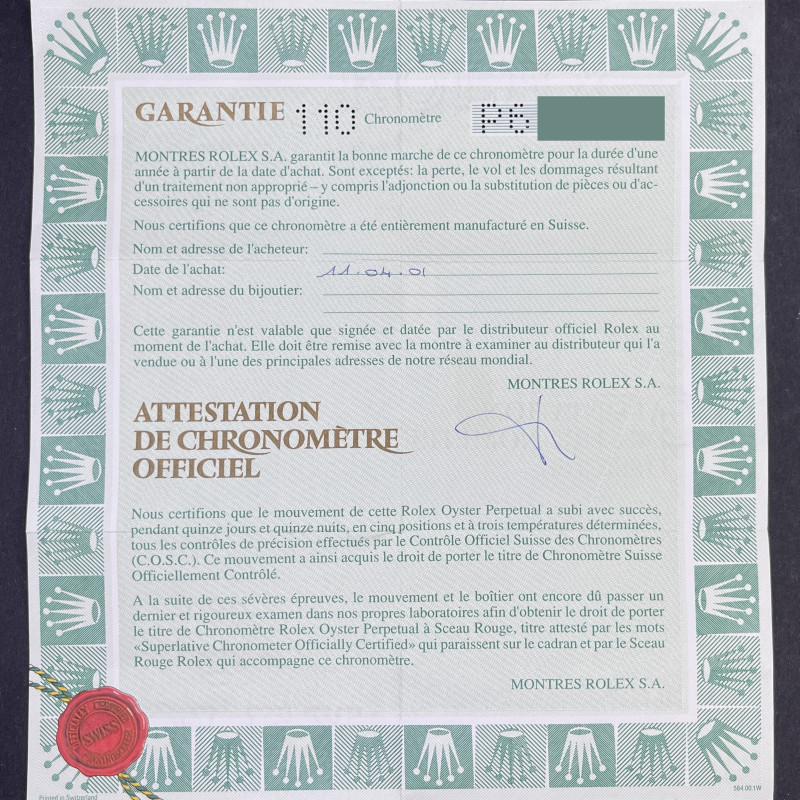 GARANTIE 110 Chronomètre P6
MONTRES ROLEX S.A. garantit la bonne marche de ce chronomètre pour la durée d'une
année à partir de la date d'achat. Sont exceptés: la perte, le vol et les dommages résultant
d'un traitement non approprié – y compris l'adjonction ou la substitution de pièces ou d'ac-
cessoires qui ne sont pas d'origine.
Nous certifions que ce chronomètre a été entièrement manufacturé en Suisse.
Nom et adresse de l'acheteur:
Date de l'achat: 11.04.01
Nom et adresse du bijoutier:
Cette garantie n'est valable que signée et datée par le distributeur officiel Rolex au
moment de l'achat. Elle doit être remise avec la montre à examiner au distributeur qui l'a
vendue ou à l'une des principales adresses de notre réseau mondial.
MONTRES ROLEX S.A.
ATTESTATION
DE CHRONOMÈTRE
OFFICIEL
Nous certifions que le mouvement de cette Rolex Oyster Perpetual a subi avec succès,
pendant quinze jours et quinze nuits, en cinq positions et à trois températures déterminées,
tous les contrôles de précision effectués par le Contrôle Officiel Suisse des Chronomètres
(C.O.S.C.). Ce mouvement a ainsi acquis le droit de porter le titre de Chronomètre Suisse
Officiellement Contrôlé.
A la suite de ces sévères épreuves, le mouvement et le boîtier ont encore dû passer un
dernier et rigoureux examen dans nos propres laboratoires afin d'obtenir le droit de porter
le titre de Chronomètre Rolex Oyster Perpetual à Sceau Rouge, titre attesté par les mots
«Superlative Chronometer Officially Certified» qui paraissent sur le cadran et par le Sceau
Rouge Rolex qui accompagne ce chronomètre.
MONTRES ROLEX S.A.
SWISS
Printed in Switzerland
564.00.1W